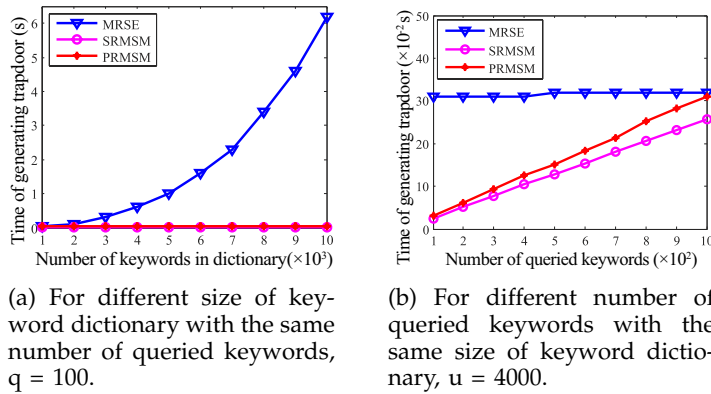 Time of generating trapdoor (s)
6
5
4
3
2
1
0
MRSE
SRMSM
PRMSM
1 2 3 4 5 6 7 8 9 10
Number of keywords in dictionary(×10³)
(a) For different size of key-
word dictionary with the same
number of queried keywords,
q = 100.
Time of generating trapdoor (×10⁻² s)
50
40
30
20
10
0
MRSE
SRMSM
PRMSM
1 2 3 4 5 6 7 8 9 10
Number of queried keywords (×10²)
(b) For different number of
queried keywords with the
same size of keyword dictio-
nary, u = 4000.